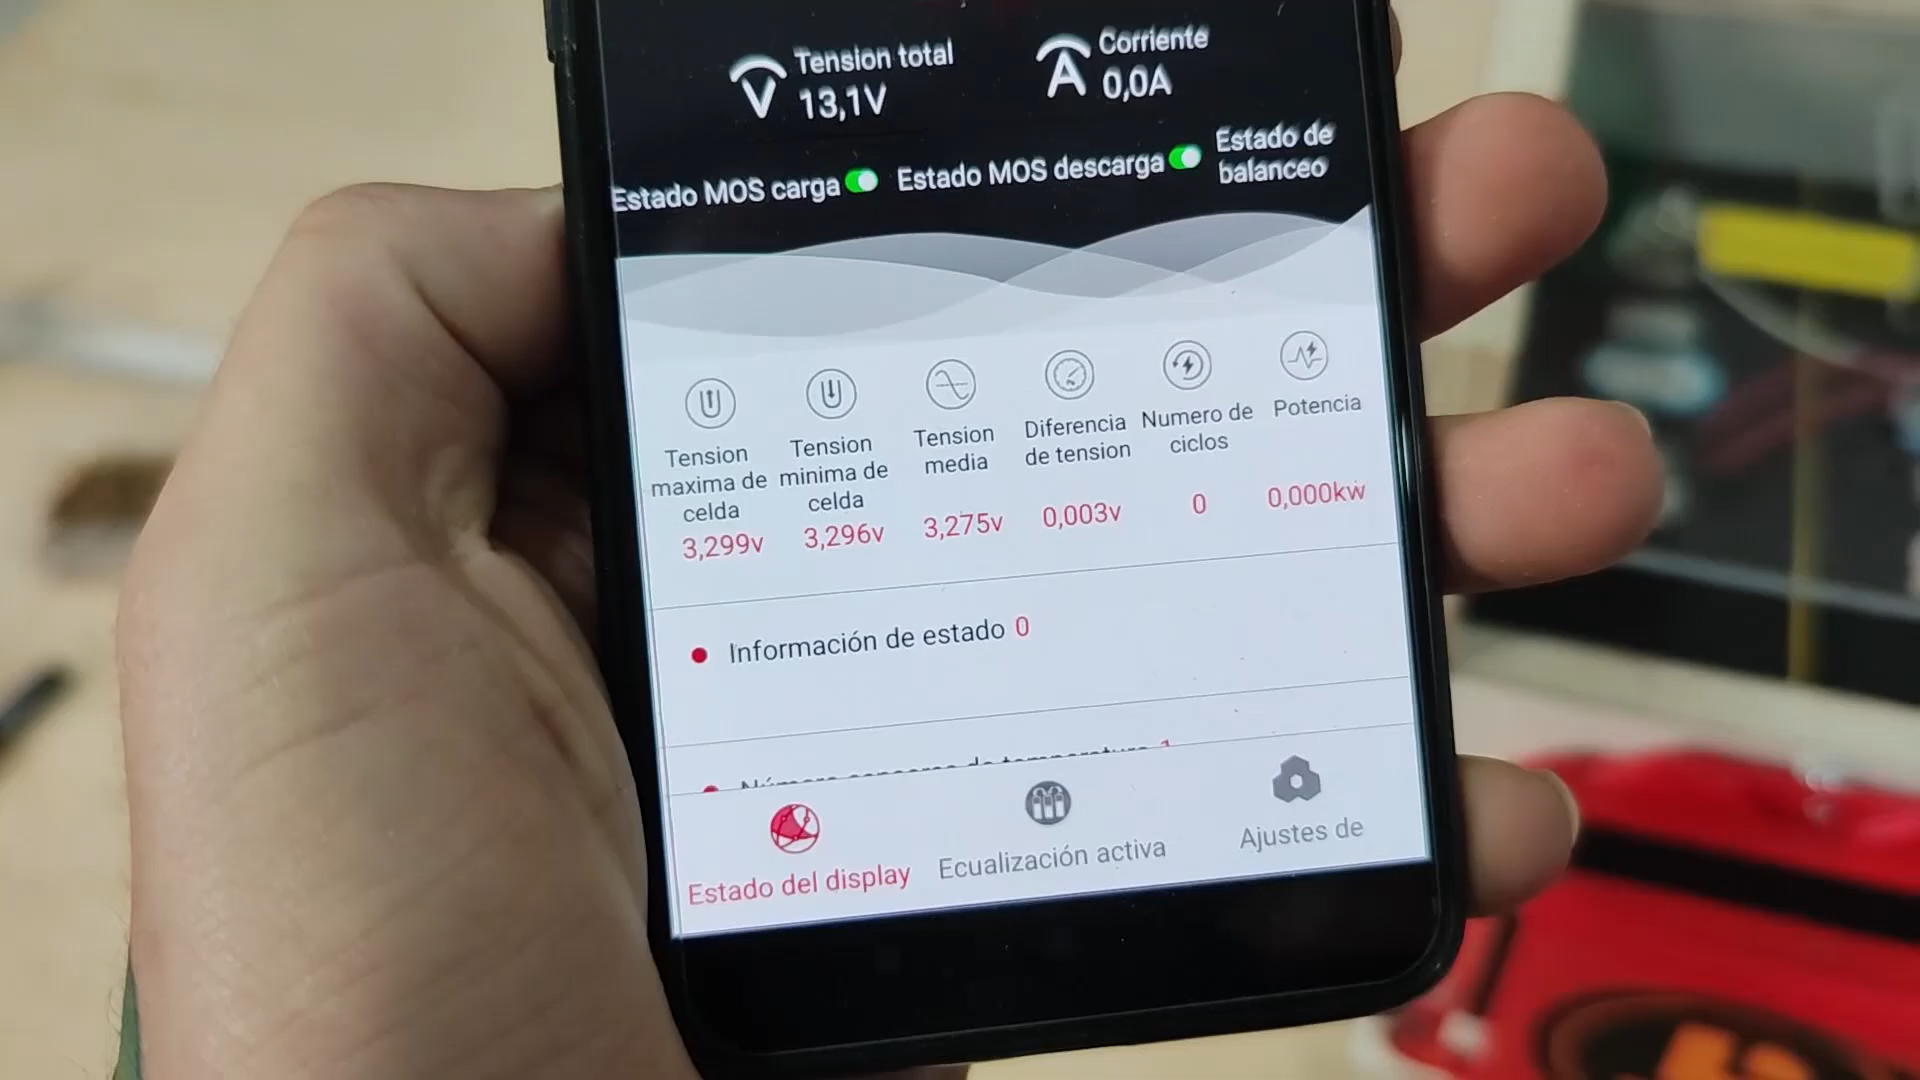 Tension total
13,1V
Corriente
0,0A
Estado MOS carga
Estado MOS descarga
Estado de
balanceo
Tension
maxima de
celda
3,299v
Tension
minima de
celda
3,296v
Tension
media
3,275v
Diferencia
de tension
0,003v
Numero de
ciclos
0
Potencia
0,000kw
Información de estado 0
Estado del display
Ecualización activa
Ajustes de